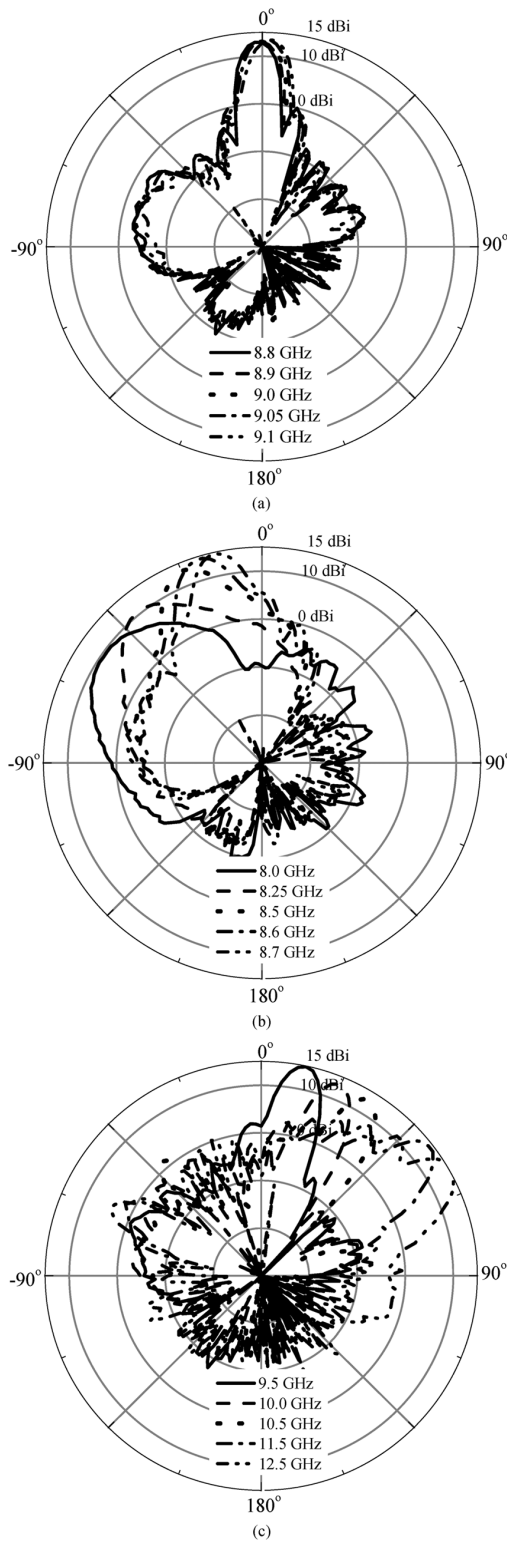 0°
15 dBi
10 dBi
0 dBi
-90°
90°
8.8 GHz
8.9 GHz
9.0 GHz
9.05 GHz
9.1 GHz
180°
(a)
0°
15 dBi
10 dBi
0 dBi
-90°
90°
8.0 GHz
8.25 GHz
8.5 GHz
8.6 GHz
8.7 GHz
180°
(b)
0°
15 dBi
10 dBi
0 dBi
-90°
90°
9.5 GHz
10.0 GHz
10.5 GHz
11.5 GHz
12.5 GHz
180°
(c)